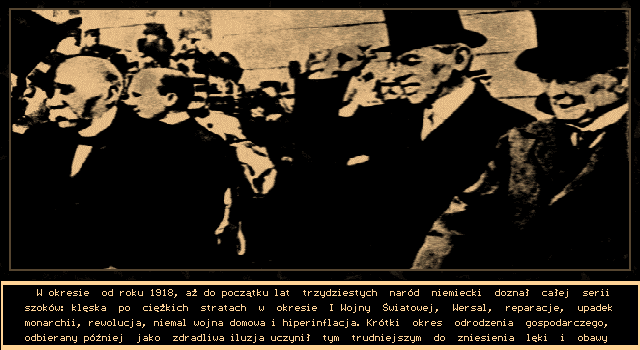 W okresie od roku 1918, aż do początku lat trzydziestych naród niemiecki doznał całej serii
szoków: klęska po ciężkich stratach w okresie I Wojny Światowej, Wersal, reparacje, upadek
monarchii, rewolucja, niemal wojna domowa i hiperinflacja. Krótki okres odrodzenia gospodarczego,
odbierany później jako zdradliwa iluzja uczynił tym trudniejszym do zniesienia lęki i obawy